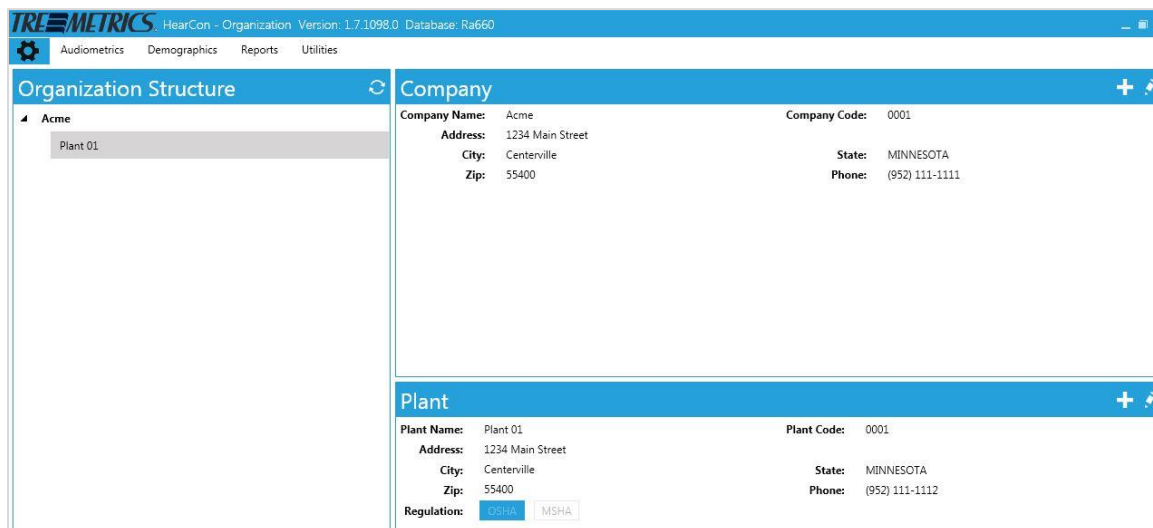 TREMETRICS. HearCon - Organization Version: 1.7.1098.0 Database: Ra660
Audiometrics Demographics Reports Utilities
Organization Structure
Acme
Plant 01
Company
Company Name: Acme Company Code: 0001
Address: 1234 Main Street
City: Centerville State: MINNESOTA
Zip: 55400 Phone: (952) 111-1111
Plant
Plant Name: Plant 01 Plant Code: 0001
Address: 1234 Main Street
City: Centerville State: MINNESOTA
Zip: 55400 Phone: (952) 111-1112
Regulation: OSHA MSHA